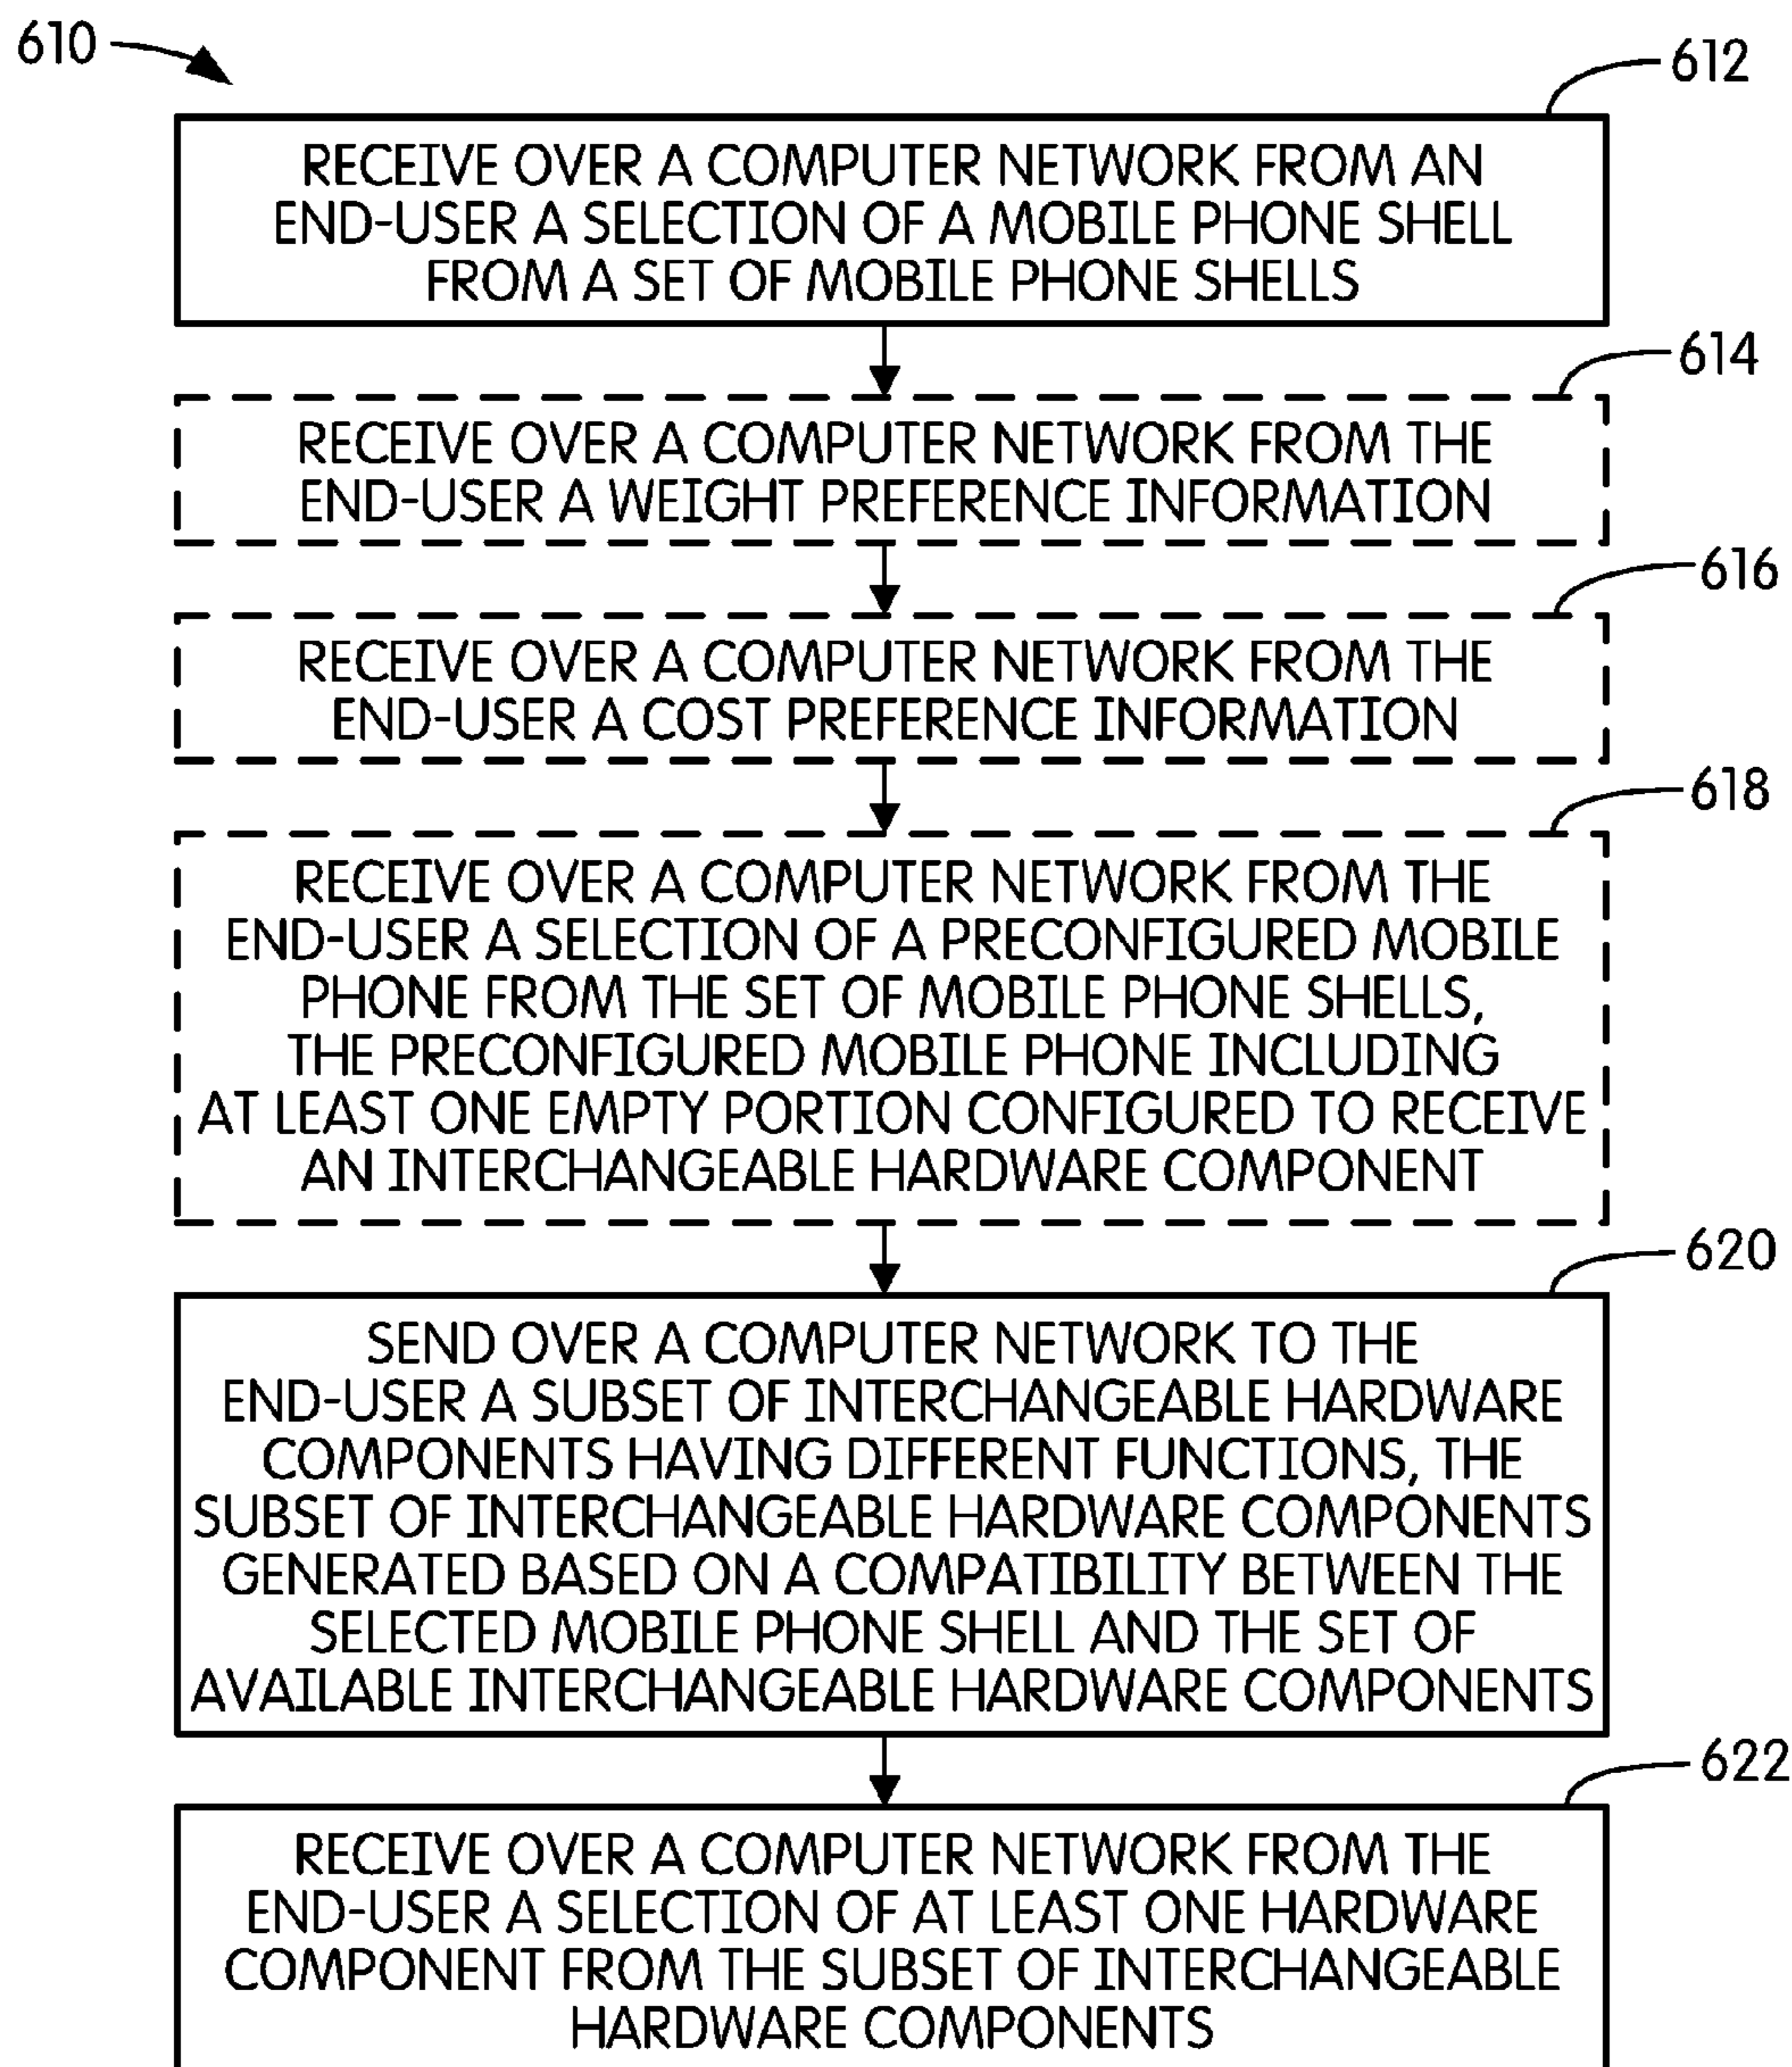 610
612
RECEIVE OVER A COMPUTER NETWORK FROM AN
END-USER A SELECTION OF A MOBILE PHONE SHELL
FROM A SET OF MOBILE PHONE SHELLS
614
RECEIVE OVER A COMPUTER NETWORK FROM THE
END-USER A WEIGHT PREFERENCE INFORMATION
616
RECEIVE OVER A COMPUTER NETWORK FROM THE
END-USER A COST PREFERENCE INFORMATION
618
RECEIVE OVER A COMPUTER NETWORK FROM THE
END-USER A SELECTION OF A PRECONFIGURED MOBILE
PHONE FROM THE SET OF MOBILE PHONE SHELLS,
THE PRECONFIGURED MOBILE PHONE INCLUDING
AT LEAST ONE EMPTY PORTION CONFIGURED TO RECEIVE
AN INTERCHANGEABLE HARDWARE COMPONENT
620
SEND OVER A COMPUTER NETWORK TO THE
END-USER A SUBSET OF INTERCHANGEABLE HARDWARE
COMPONENTS HAVING DIFFERENT FUNCTIONS, THE
SUBSET OF INTERCHANGEABLE HARDWARE COMPONENTS
GENERATED BASED ON A COMPATIBILITY BETWEEN THE
SELECTED MOBILE PHONE SHELL AND THE SET OF
AVAILABLE INTERCHANGEABLE HARDWARE COMPONENTS
622
RECEIVE OVER A COMPUTER NETWORK FROM THE
END-USER A SELECTION OF AT LEAST ONE HARDWARE
COMPONENT FROM THE SUBSET OF INTERCHANGEABLE
HARDWARE COMPONENTS